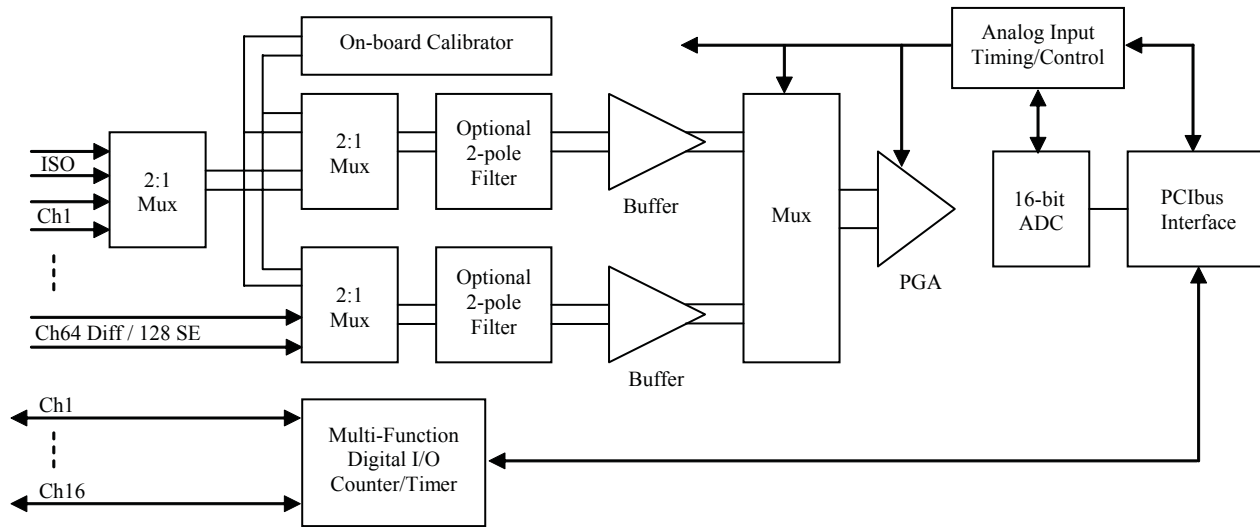 On-board Calibrator
Analog Input
Timing/Control
ISO
Ch1
2:1
Mux
2:1
Mux
Optional
2-pole
Filter
Buffer
Mux
PGA
16-bit
ADC
PCIbus
Interface
Ch64 Diff / 128 SE
2:1
Mux
Optional
2-pole
Filter
Buffer
Ch1
Ch16
Multi-Function
Digital I/O
Counter/Timer